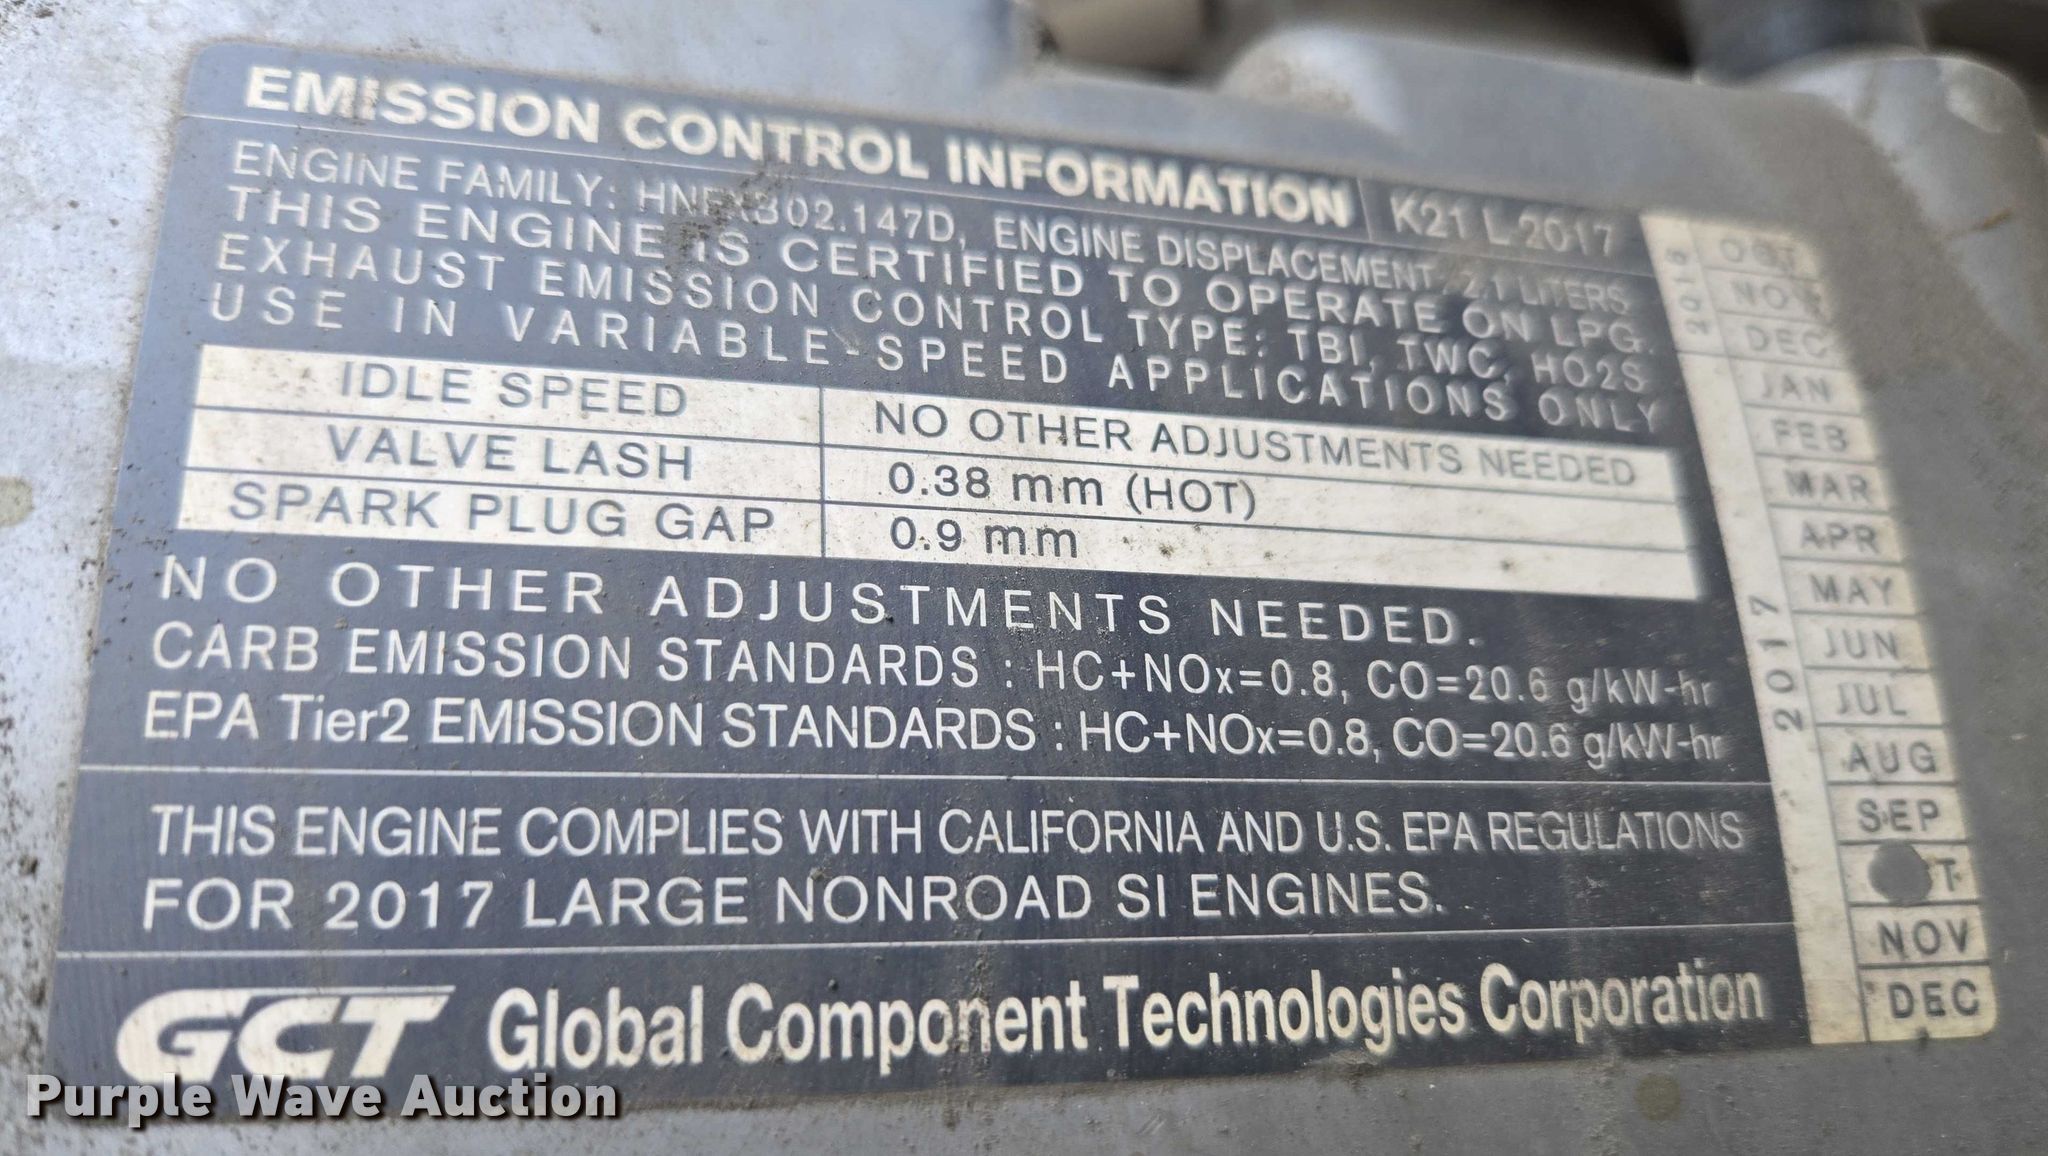 EMISSION CONTROL INFORMATION K21 L-2017
ENGINE FAMILY: 02.147D, ENGINE DISPLACEMENT: 2.1 LITERS
THIS ENGINE IS CERTIFIED TO OPERATE ON LPG.
EXHAUST EMISSION CONTROL TYPE: TBI, TWC, HO2S
USE IN VARIABLE-SPEED APPLICATIONS ONLY
IDLE SPEED NO OTHER ADJUSTMENTS NEEDED
VALVE LASH 0.38 mm (HOT)
SPARK PLUG GAP 0.9 mm
NO OTHER ADJUSTMENTS NEEDED.
CARB EMISSION STANDARDS : HC+NOx=0.8, CO=20.6 g/kW-hr
EPA Tier2 EMISSION STANDARDS : HC+NOx=0.8, CO=20.6 g/kW-hr
THIS ENGINE COMPLIES WITH CALIFORNIA AND U.S. EPA REGULATIONS
FOR 2017 LARGE NONROAD SI ENGINES.
GCT Global Component Technologies Corporation
2016
OCT
NOV
DEC
2017
JAN
FEB
MAR
APR
MAY
JUN
JUL
AUG
SEP
NOV
DEC
Purple Wave Auction